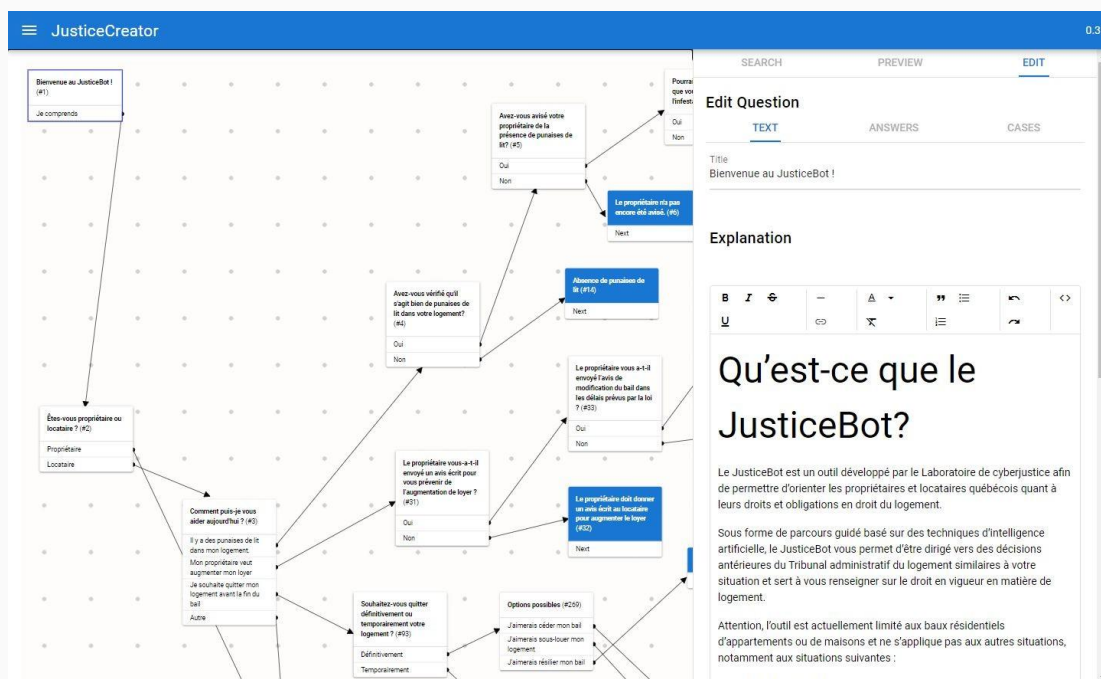 JusticeCreator
0.3
Bienvenue au JusticeBot !
(#1)
Je comprends
Êtes-vous propriétaire ou
locataire ? (#2)
Propriétaire
Locataire
Comment puis-je vous
aider aujourd'hui ? (#3)
Il y a des punaises de lit
dans mon logement.
Mon propriétaire veut
augmenter mon loyer
Je souhaite quitter mon
logement avant la fin du
bail
Autre
Avez-vous vérifié qu'il
s'agit bien de punaises de
lit dans votre logement?
(#4)
Oui
Non
Avez-vous avisé votre
propriétaire de la
présence de punaises de
lit? (#5)
Oui
Non
Pourrai
que vou
l'infesta
Oui
Non
Le propriétaire n'a pas
encore été avisé. (#6)
Next
Absence de punaises de
lit (#14)
Next
Le propriétaire vous-a-t-il
envoyé un avis écrit pour
vous prévenir de
l'augmentation de loyer ?
(#31)
Oui
Non
Le propriétaire vous a-t-il
envoyé l'avis de
modification du bail dans
les délais prévus par la loi
? (#33)
Oui
Non
Le propriétaire doit donner
un avis écrit au locataire
pour augmenter le loyer
(#32)
Next
Souhaitez-vous quitter
définitivement ou
temporairement votre
logement ? (#93)
Définitivement
Temporairement
Options possibles (#269)
J'aimerais céder mon bail
J'aimerais sous-louer mon
logement
J'aimerais résilier mon bail
SEARCH PREVIEW EDIT
Edit Question
TEXT ANSWERS CASES
Title
Bienvenue au JusticeBot !
Explanation
Qu'est-ce que le
JusticeBot?
Le JusticeBot est un outil développé par le Laboratoire de cyberjustice afin
de permettre d'orienter les propriétaires et locataires québécois quant à
leurs droits et obligations en droit du logement.
Sous forme de parcours guidé basé sur des techniques d'intelligence
artificielle, le JusticeBot vous permet d'être dirigé vers des décisions
antérieures du Tribunal administratif du logement similaires à votre
situation et sert à vous renseigner sur le droit en vigueur en matière de
logement.
Attention, l'outil est actuellement limité aux baux résidentiels
d'appartements ou de maisons et ne s'applique pas aux autres situations,
notamment aux situations suivantes :